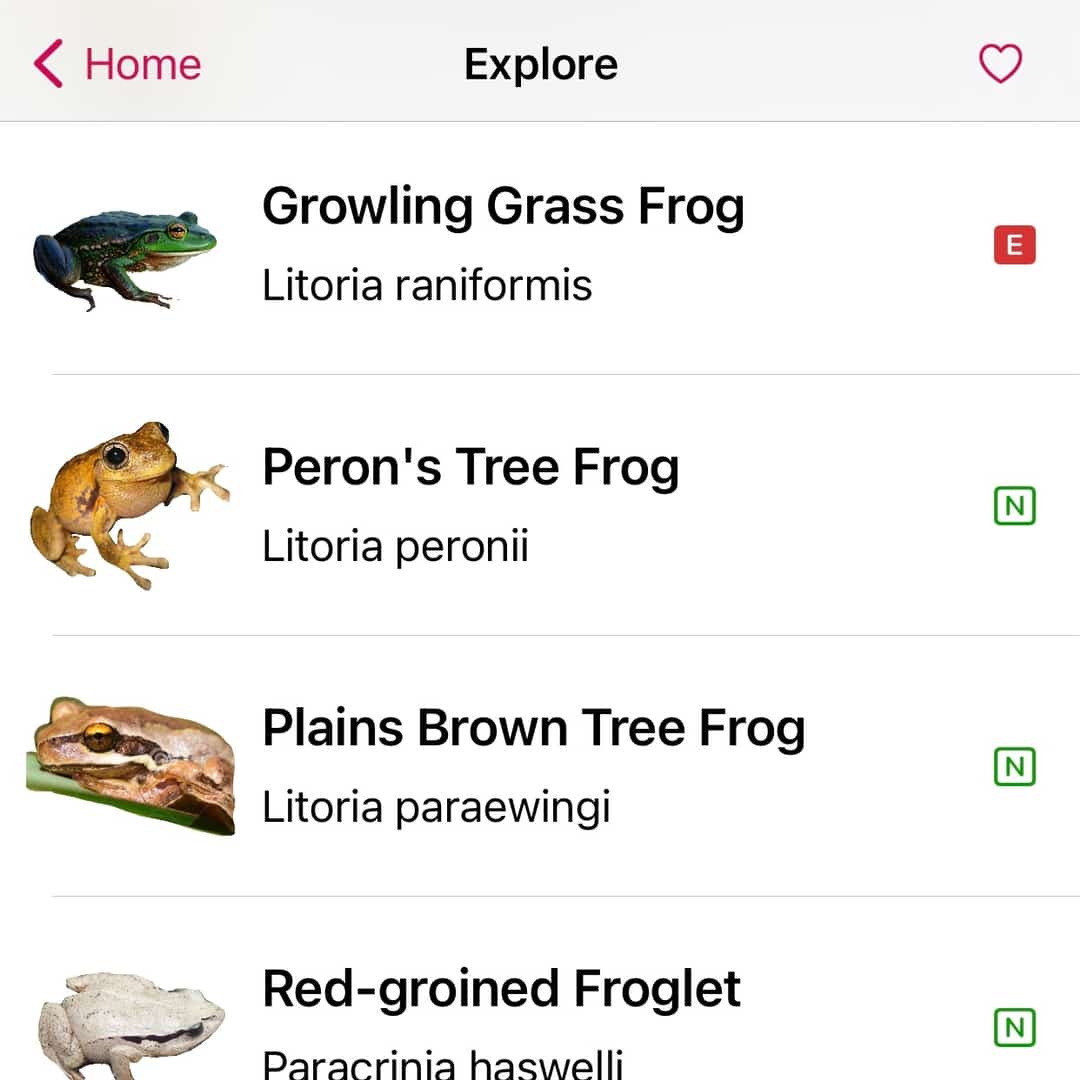 Home Explore
Growling Grass Frog
Litoria raniformis
E
Peron's Tree Frog
Litoria peronii
N
Plains Brown Tree Frog
Litoria paraewingi
N
Red-groined Froglet
Paracrinia haswelli
N